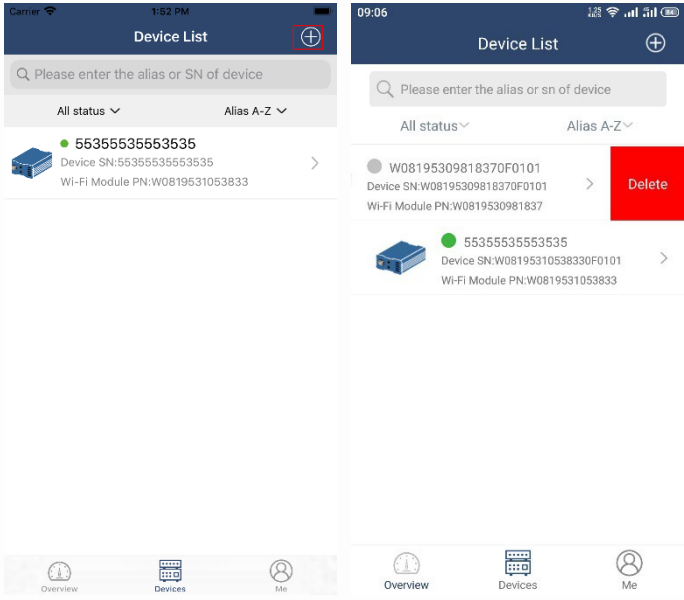 Carrier 1:52 PM
Device List
Please enter the alias or SN of device
All status Alias A-Z
55355535553535
Device SN:55355535553535
Wi-Fi Module PN:W0819531053833
Overview Devices Me
09:06
Device List
Please enter the alias or sn of device
All status Alias A-Z
W08195309818370F0101
Device SN:W08195309818370F0101
Wi-Fi Module PN:W0819530981837
Delete
55355535553535
Device SN:W08195310538330F0101
Wi-Fi Module PN:W0819531053833
Overview Devices Me